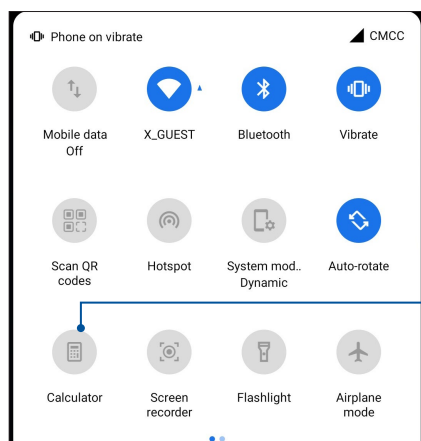 Phone on vibrate CMCC
Mobile data X_GUEST Bluetooth Vibrate
Off
Scan QR Hotspot System mod.. Auto-rotate
codes Dynamic
Calculator Screen Flashlight Airplane
recorder mode